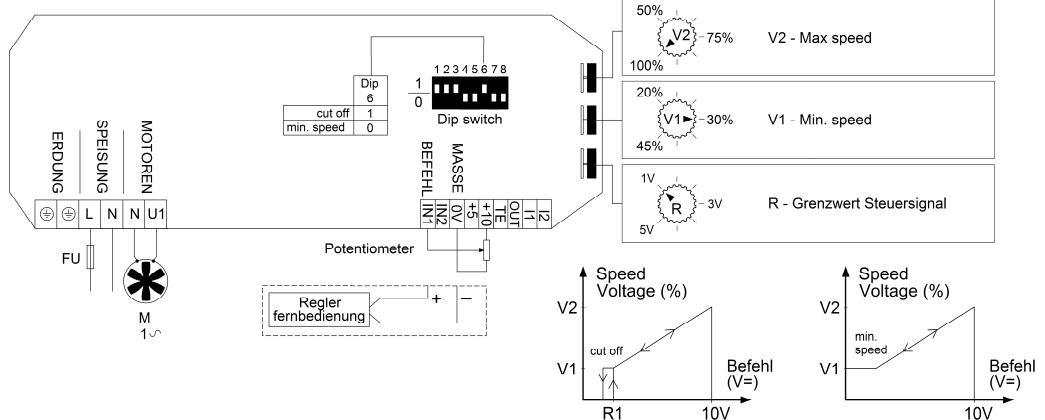 50%
V2
75%
100%
V2 - Max speed
20%
V1
30%
45%
V1 - Min. speed
1V
R
3V
5V
R - Grenzwert Steuersignal
Dip
6
cut off 1
min. speed 0
1 2 3 4 5 6 7 8
1
0
Dip switch
ERDUNG
SPEISUNG
MOTOREN
L N N U1
BEFEHL
MASSE
IN1 IN2 0V +5 +10 TE OUT I1 I2
FU
M
1
Potentiometer
Regler
fernbedienung
+ –
Speed
Voltage (%)
V2
cut off
V1
Befehl
(V=)
R1 10V
Speed
Voltage (%)
V2
min.
speed
V1
Befehl
(V=)
10V